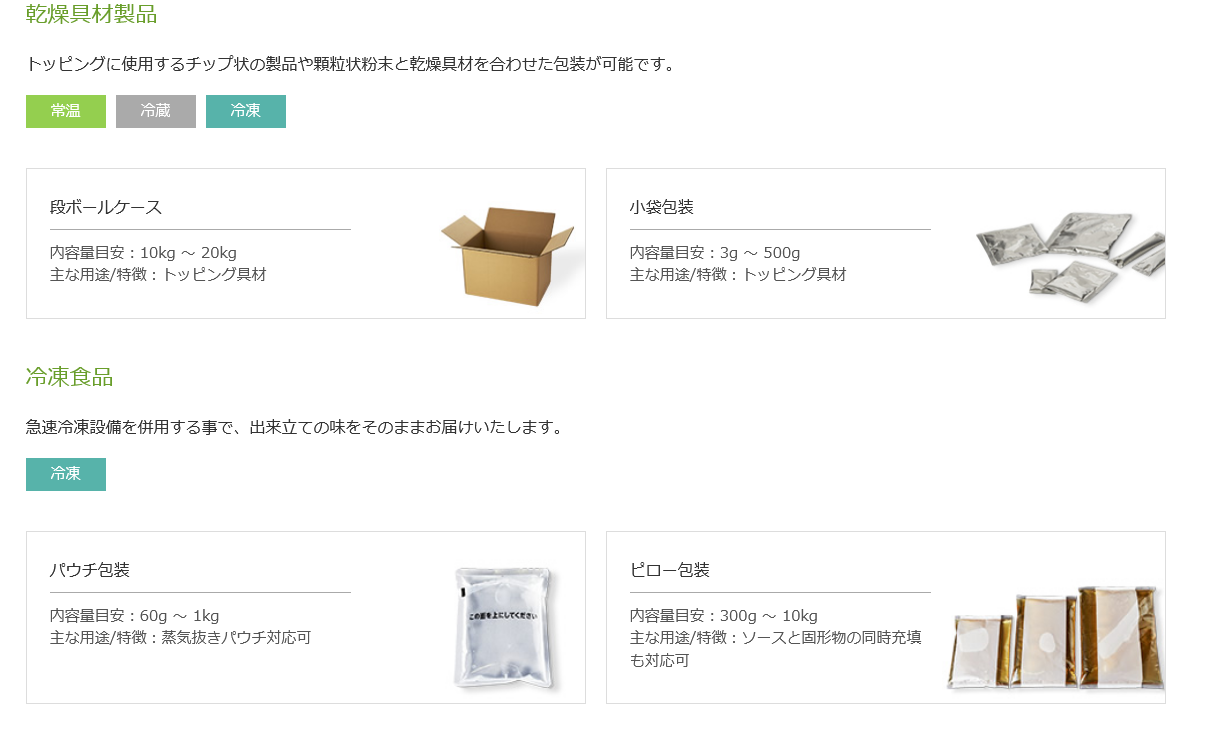 乾燥具材製品
トッピングに使用するチップ状の製品や顆粒状粉末と乾燥具材を合わせた包装が可能です。
常温
冷蔵
冷凍
段ボールケース
内容量目安：10kg ～ 20kg
主な用途/特徴：トッピング具材
小袋包装
内容量目安：3g ～ 500g
主な用途/特徴：トッピング具材
冷凍食品
急速冷凍設備を併用する事で、出来立ての味をそのままお届けいたします。
冷凍
パウチ包装
内容量目安：60g ～ 1kg
主な用途/特徴：蒸気抜きパウチ対応可
この面を上にしてください
ピロー包装
内容量目安：300g ～ 10kg
主な用途/特徴：ソースと固形物の同時充填
も対応可